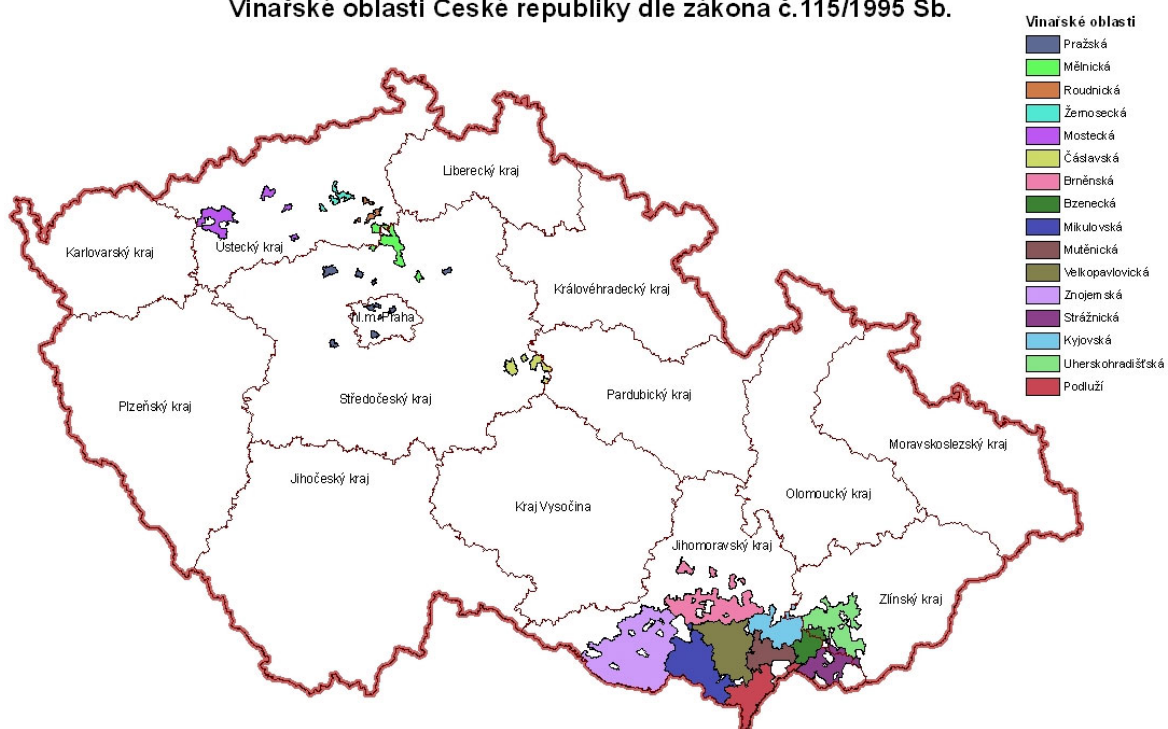 Vinařské oblasti České republiky dle zákona č.115/1995 Sb.
Vinařské oblasti
Pražská
Mělnická
Roudnická
Žernosecká
Mostecká
Čáslavská
Brněnská
Bzenecká
Mikulovská
Mutěnická
Velkopavlovická
Znojemská
Strážnická
Kyjovská
Uherskohradišťská
Podluží
Liberecký kraj
Karlovarský kraj
Ústecký kraj
Královéhradecký kraj
Hl.m. Praha
Plzeňský kraj
Středočeský kraj
Pardubický kraj
Moravskoslezský kraj
Jihočeský kraj
Kraj Vysočina
Olomoucký kraj
Jihomoravský kraj
Zlínský kraj